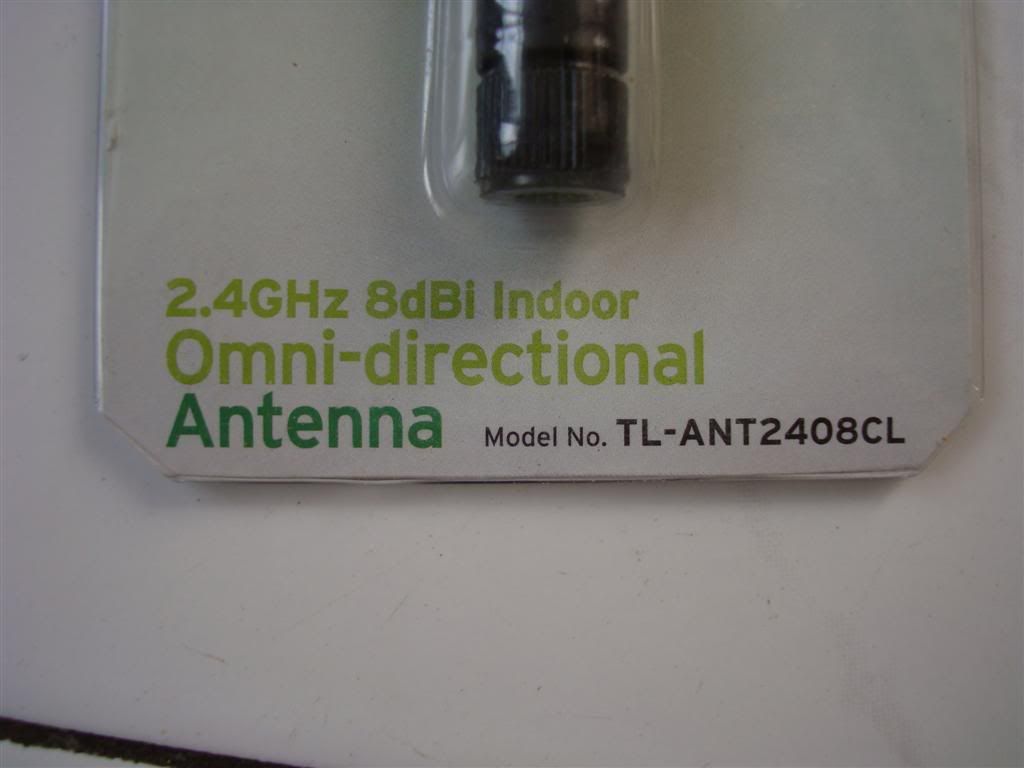 2.4GHz 8dBi Indoor
Omni-directional
Antenna Model No. TL-ANT2408CL